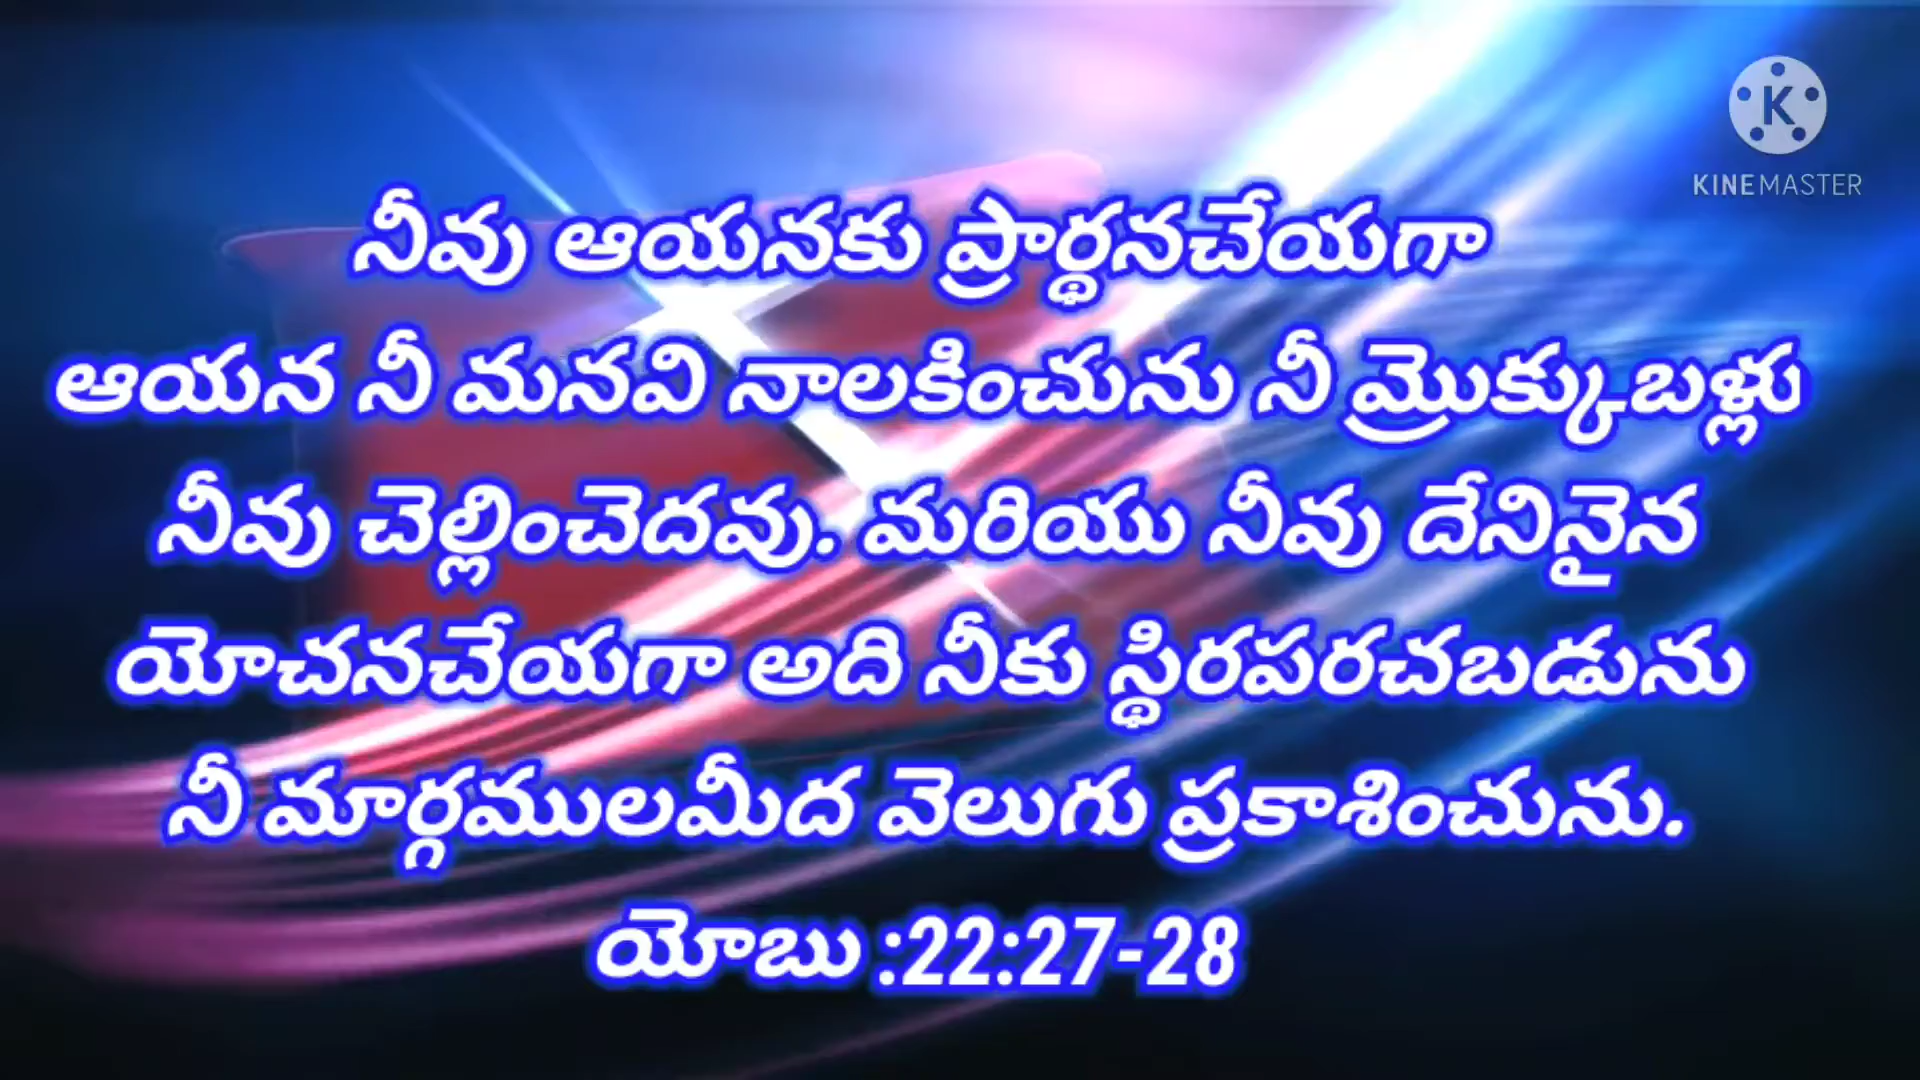 KINEMASTER
నీవు ఆయనకు ప్రార్థనచేయగా
ఆయన నీ మనవి నాలకించును నీ మ్రొక్కుబళ్లు
నీవు చెల్లించెదవు. మరియు నీవు దేనినైన
యోచనచేయగా అది నీకు స్థిరపరచబడును
నీ మార్గములమీద వెలుగు ప్రకాశించును.
యోబు :22:27-28